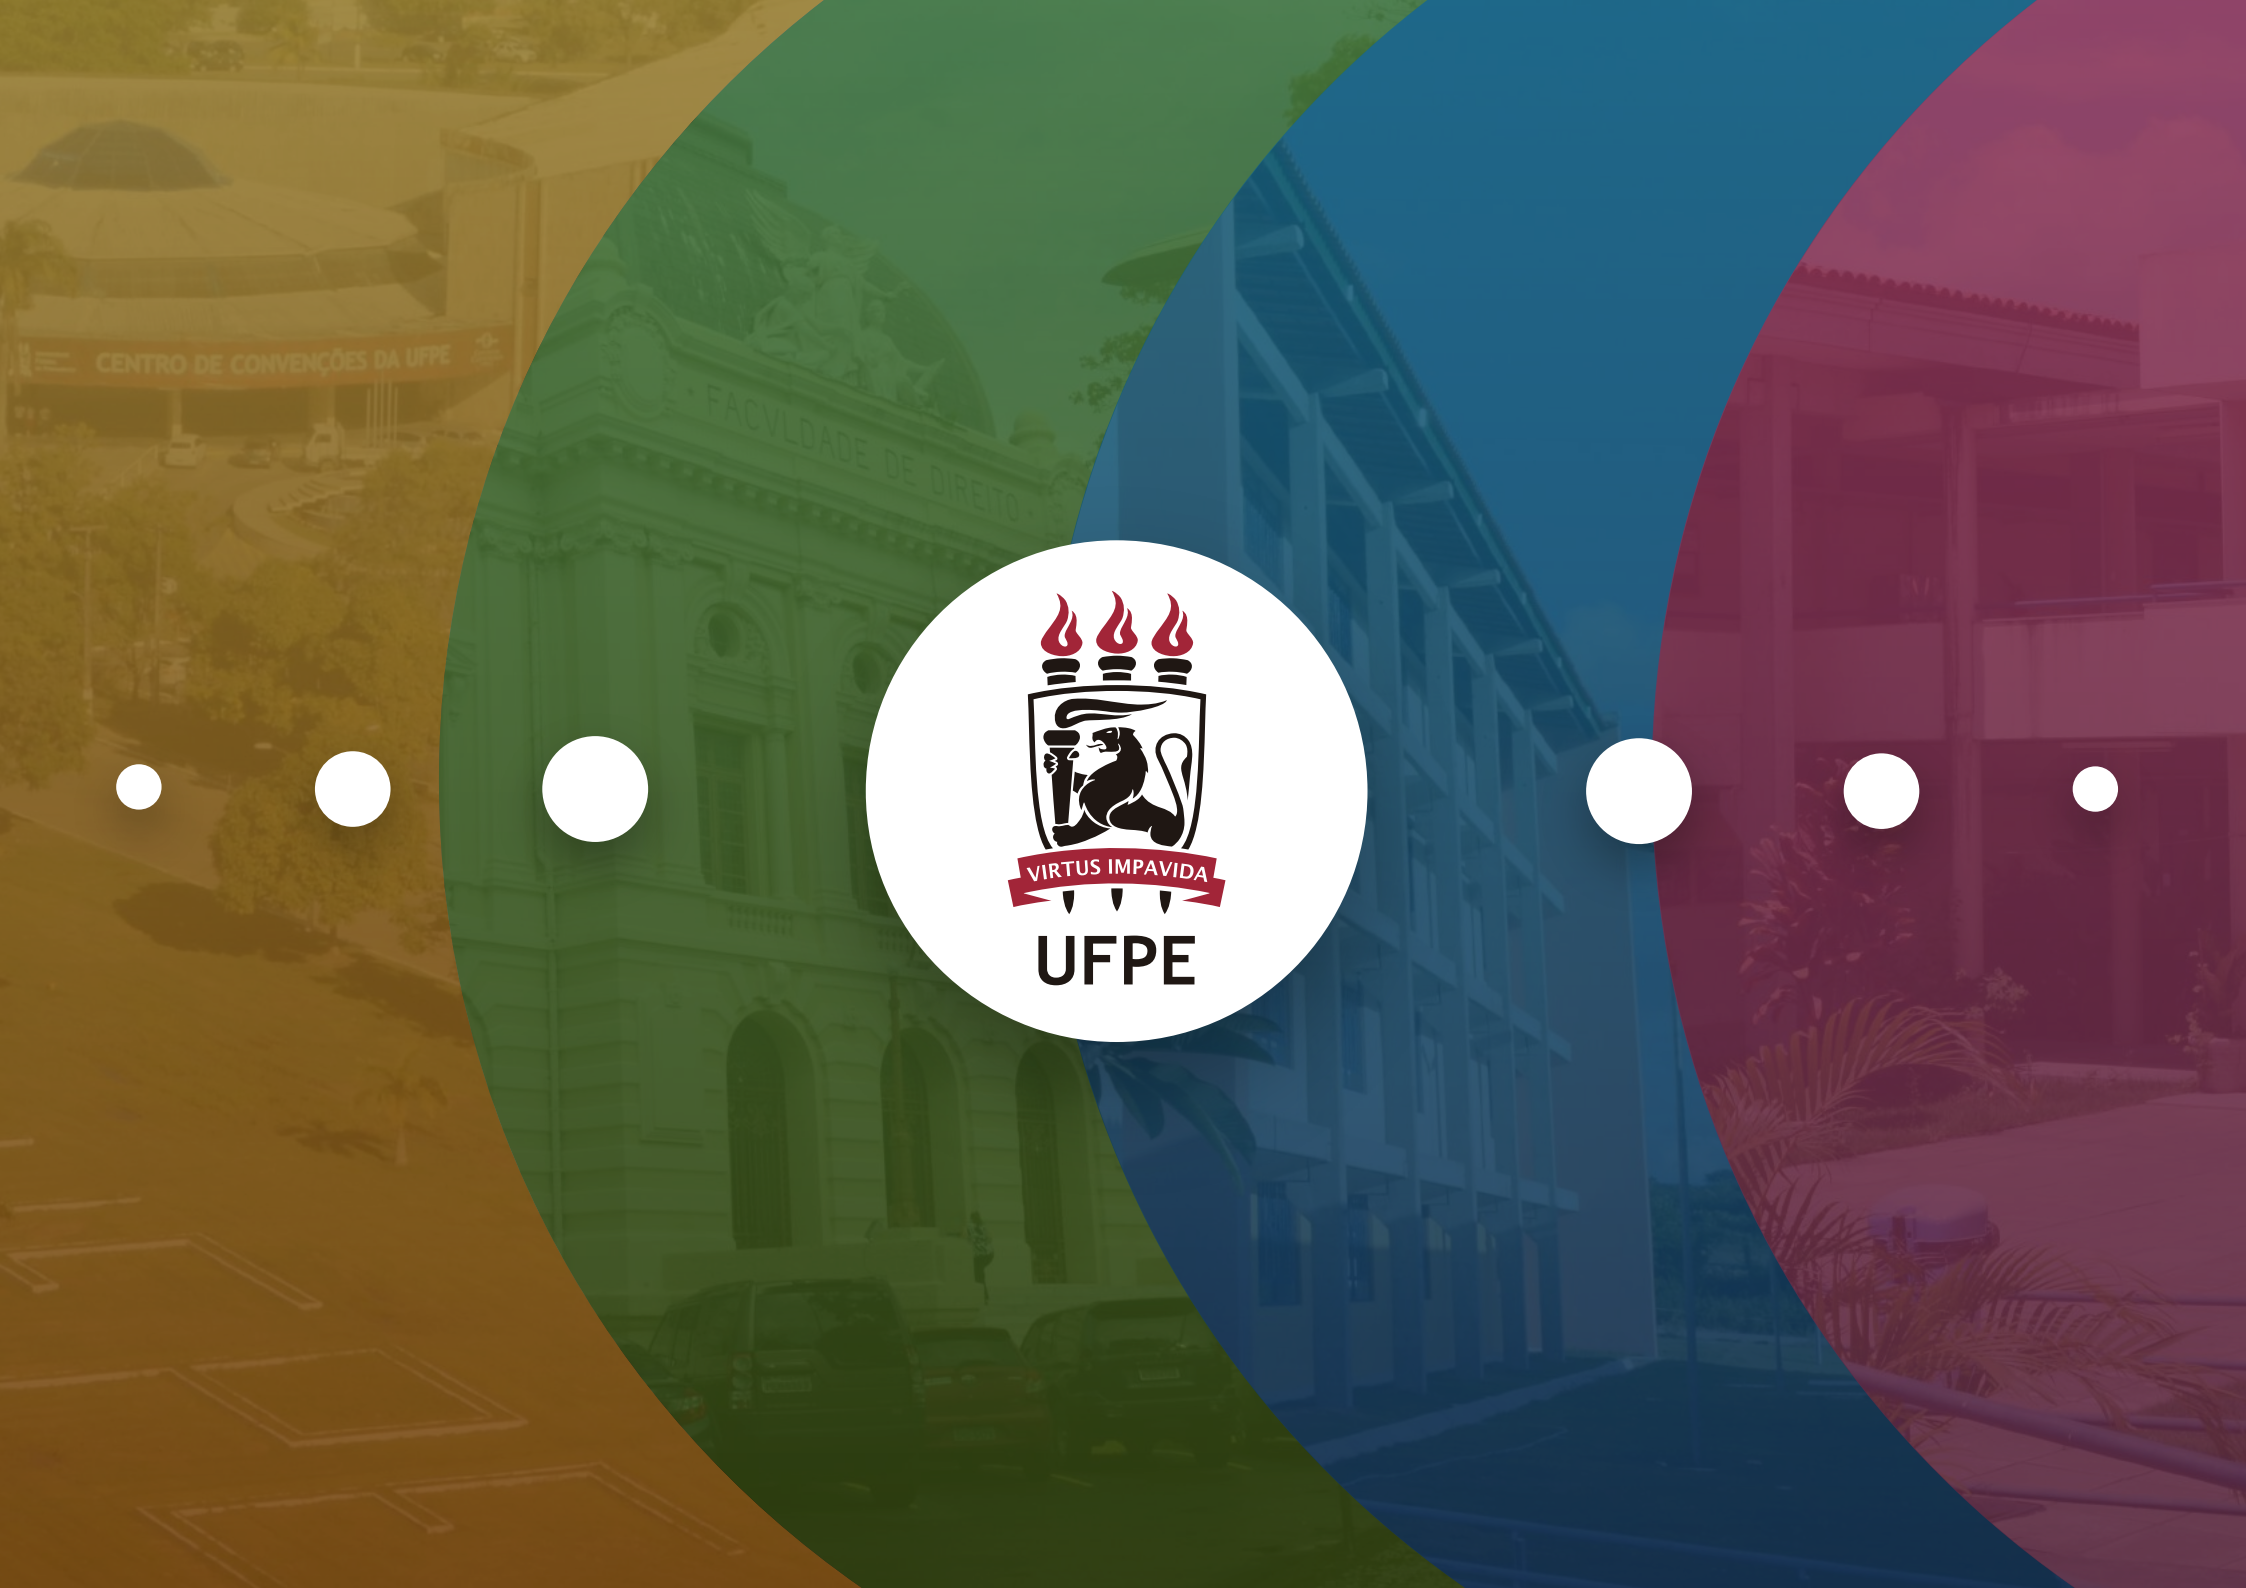 CENTRO DE CONVENÇÕES DA UFPE
· FACVLDADE DE DIREITO ·
VIRTUS IMPAVIDA
UFPE